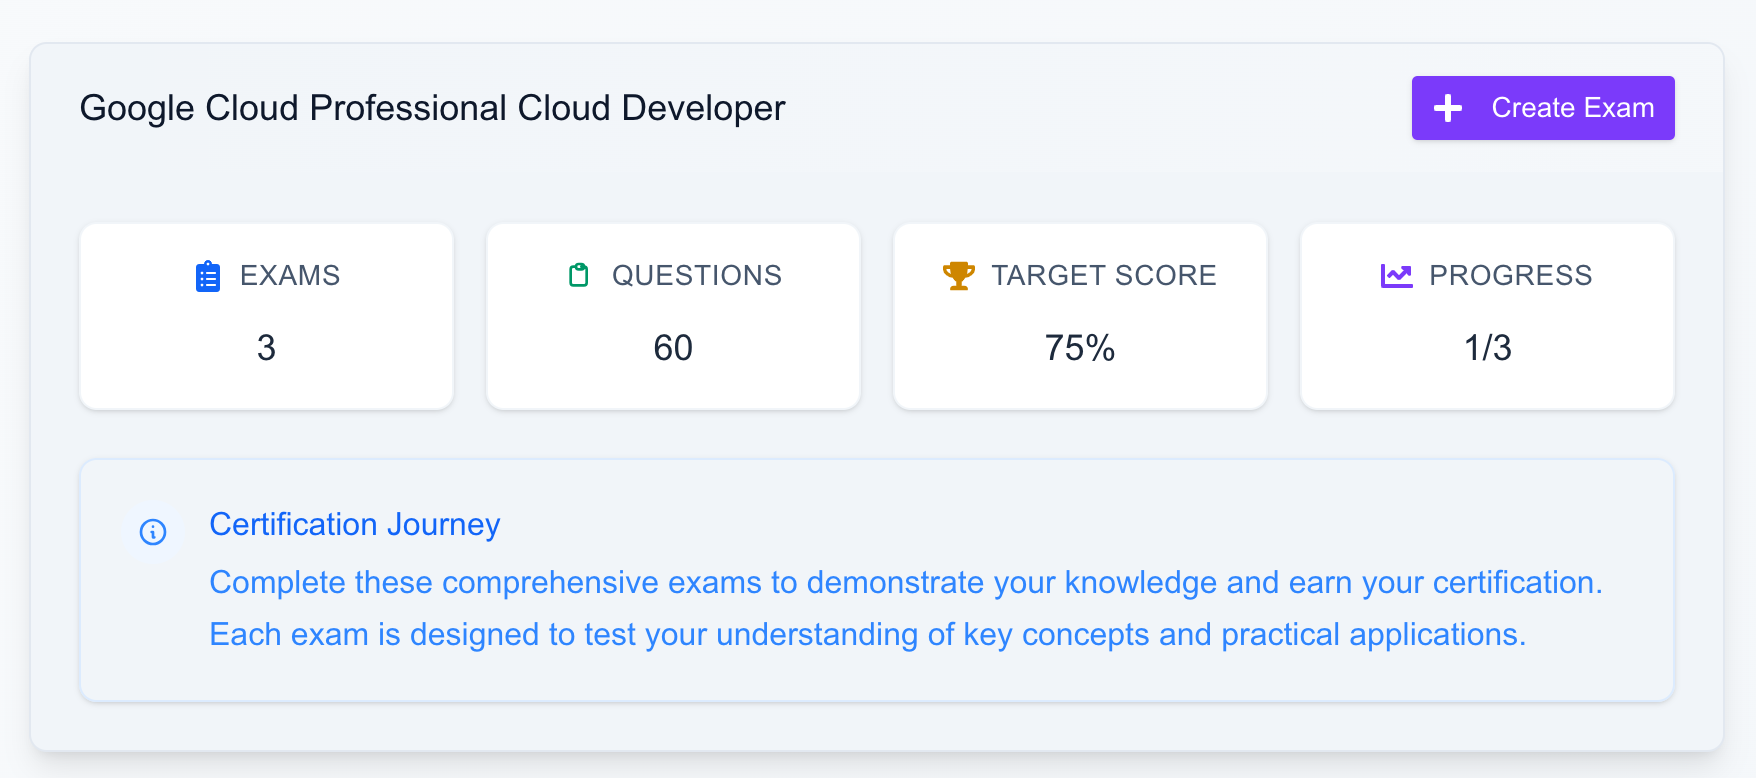 Google Cloud Professional Cloud Developer
Create Exam
EXAMS
3
QUESTIONS
60
TARGET SCORE
75%
PROGRESS
1/3
Certification Journey
Complete these comprehensive exams to demonstrate your knowledge and earn your certification.
Each exam is designed to test your understanding of key concepts and practical applications.